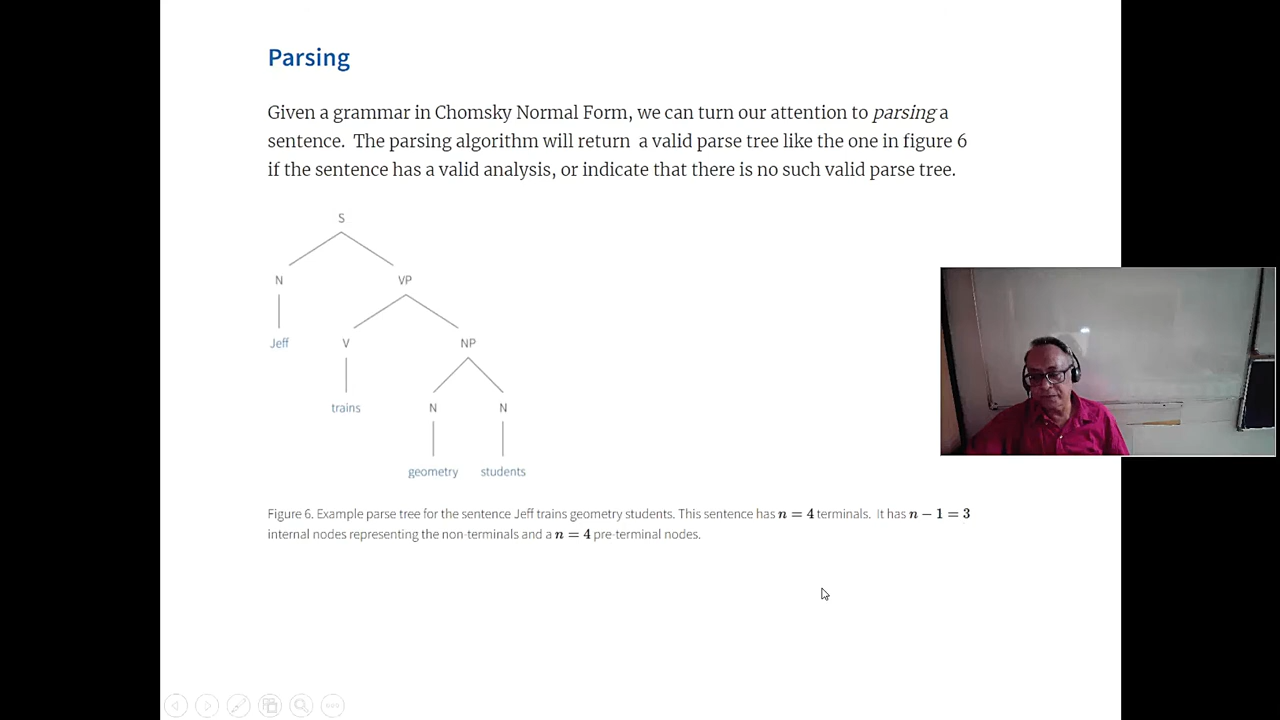 Parsing
Given a grammar in Chomsky Normal Form, we can turn our attention to parsing a
sentence. The parsing algorithm will return a valid parse tree like the one in figure 6
if the sentence has a valid analysis, or indicate that there is no such valid parse tree.
S
N VP
Jeff V NP
trains N N
geometry students
Figure 6. Example parse tree for the sentence Jeff trains geometry students. This sentence has n = 4 terminals. It has n − 1 = 3
internal nodes representing the non-terminals and a n = 4 pre-terminal nodes.